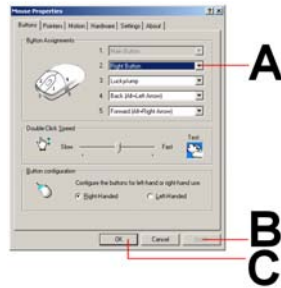 Mouse Properties
Buttons Pointers Motion Hardware Settings About
Button Assignments
1. Main Button
2. Right Button
A
3. Luckyjump
4. Back (Alt+Left Arrow)
5. Forward (Alt+Right Arrow)
Double Click Speed
Slow Fast
Test
Button configuration
Configure the buttons for left-hand or right-hand use
Right-Handed Left-Handed
OK Cancel
B
C